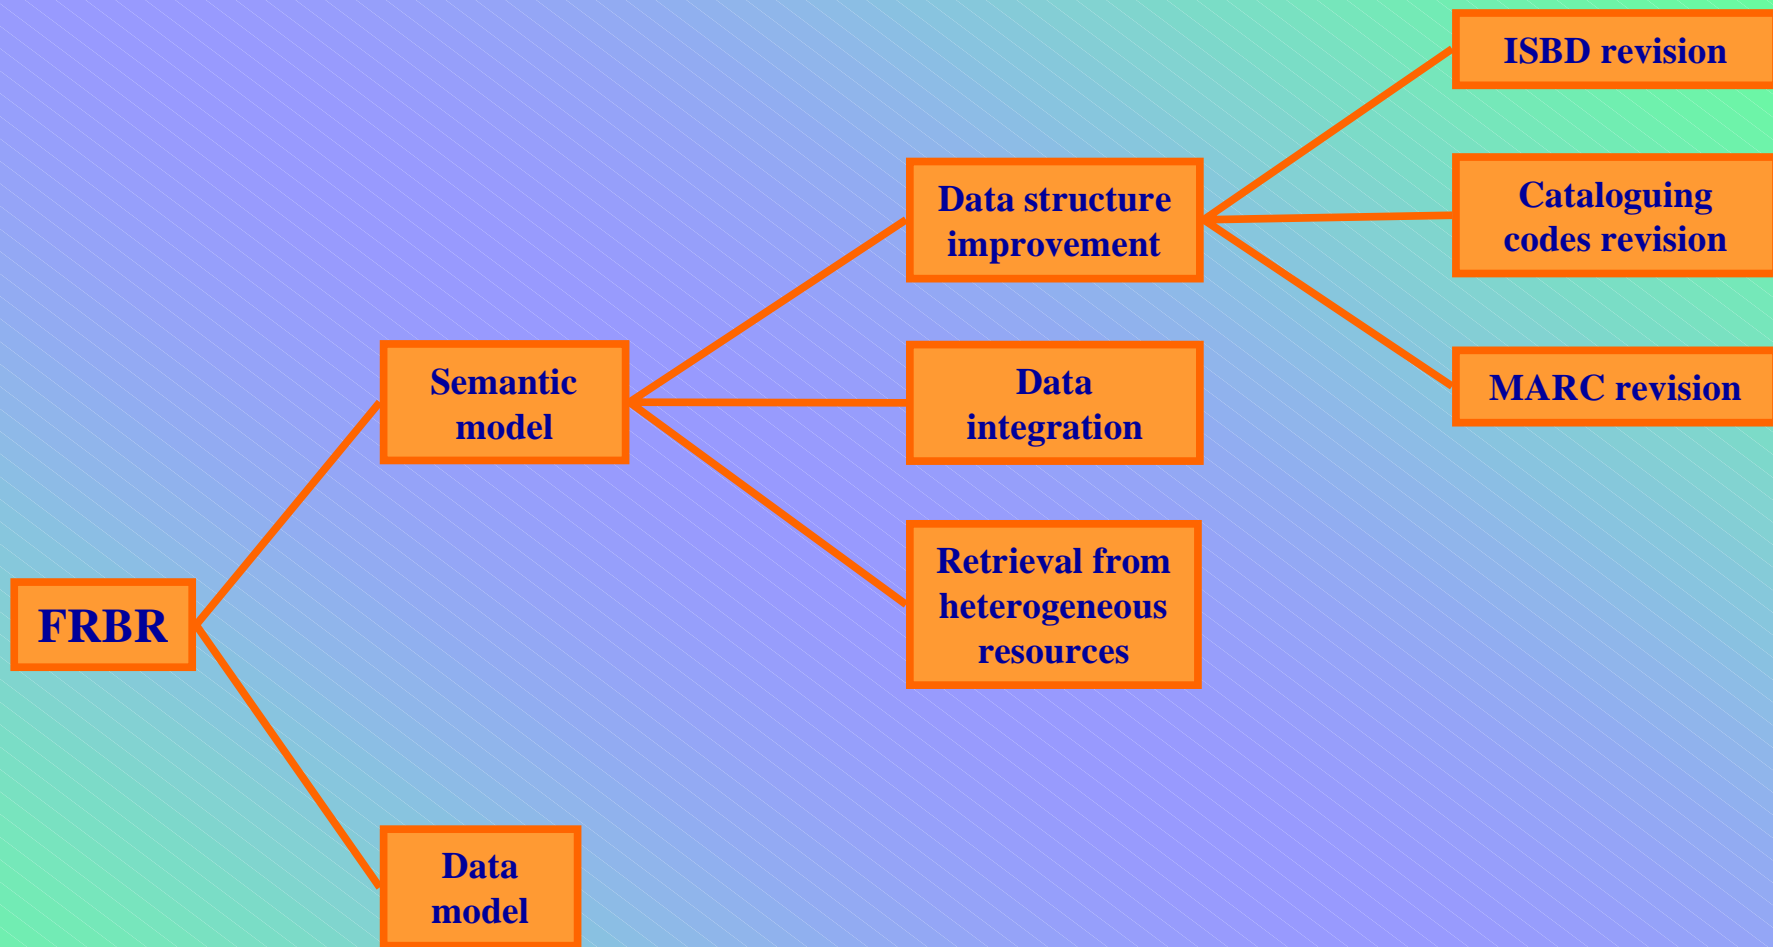 FRBR
Semantic
model
Data
model
Data structure
improvement
Data
integration
Retrieval from
heterogeneous
resources
ISBD revision
Cataloguing
codes revision
MARC revision